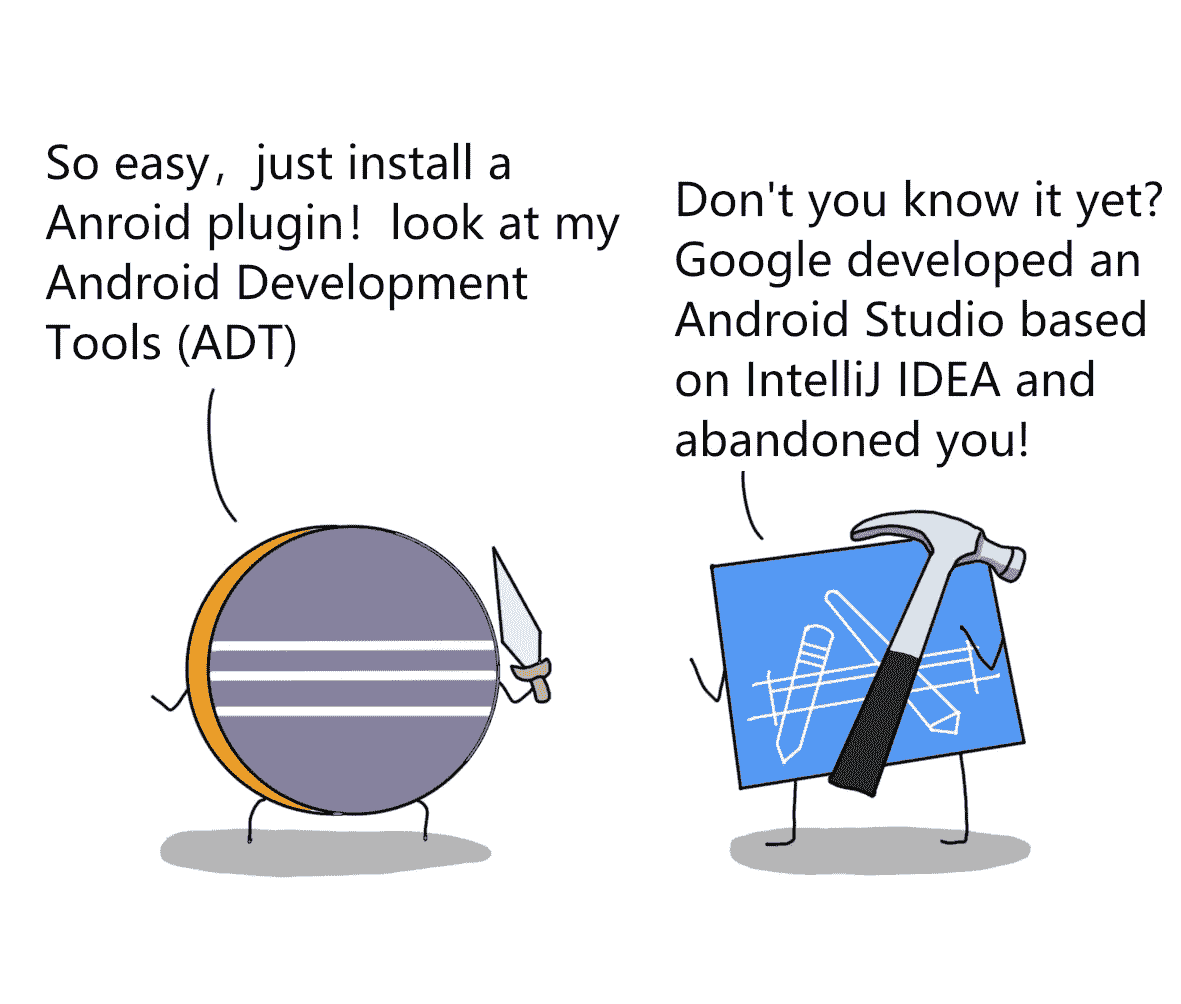 So easy，just install a
Anroid plugin！look at my
Android Development
Tools (ADT)
Don't you know it yet?
Google developed an
Android Studio based
on IntelliJ IDEA and
abandoned you!